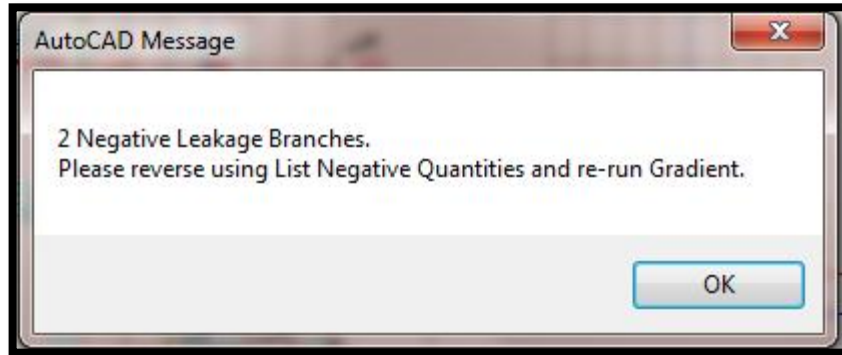 AutoCAD Message
2 Negative Leakage Branches.
Please reverse using List Negative Quantities and re-run Gradient.
OK